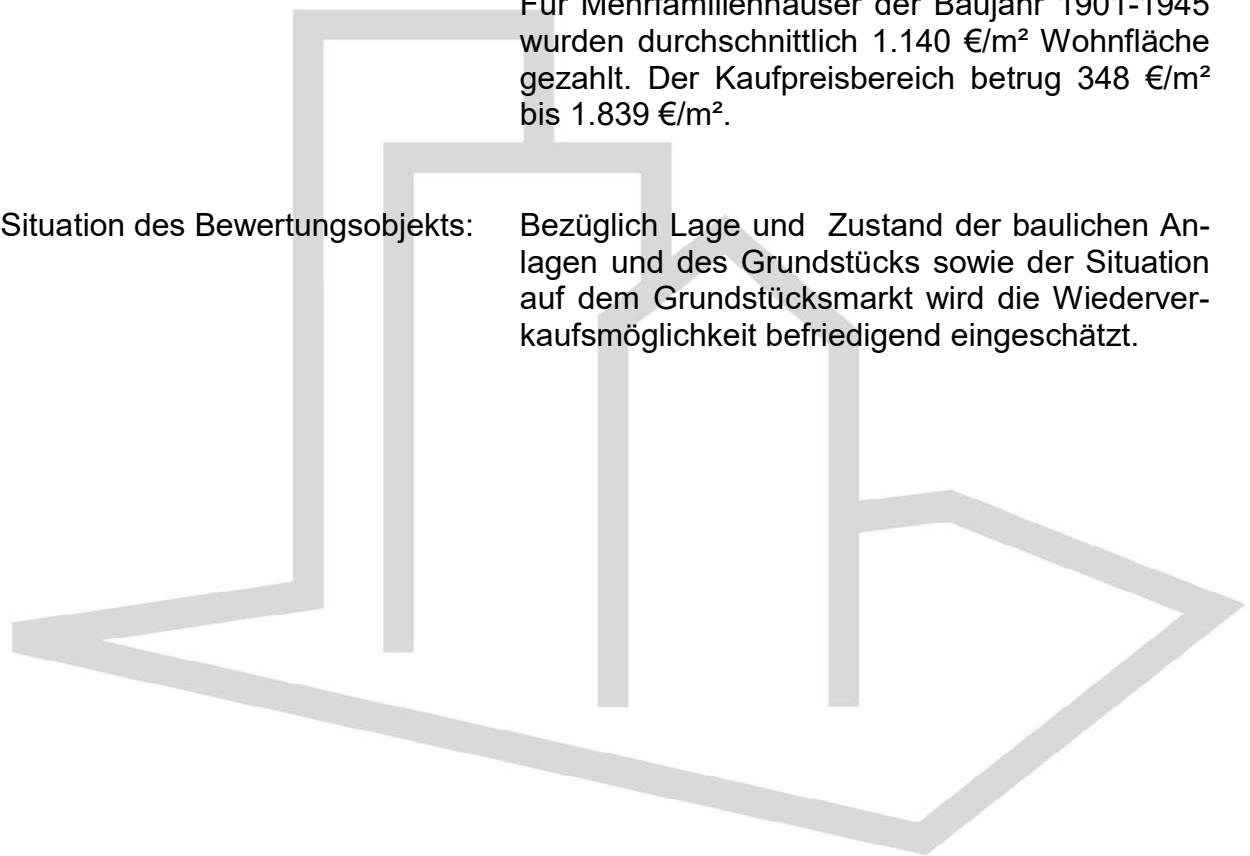 Für Mehrfamilienhäuser der Baujahr 1901-1945
wurden durchschnittlich 1.140 €/m² Wohnfläche
gezahlt. Der Kaufpreisbereich betrug 348 €/m²
bis 1.839 €/m².
Situation des Bewertungsobjekts: Bezüglich Lage und Zustand der baulichen An-
lagen und des Grundstücks sowie der Situation
auf dem Grundstücksmarkt wird die Wiederver-
kaufsmöglichkeit befriedigend eingeschätzt.